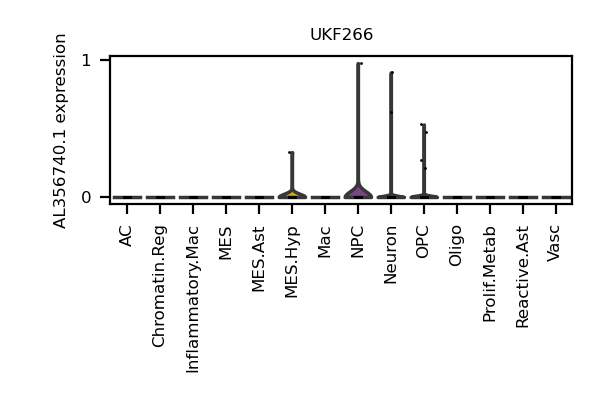 UKF266
AL356740.1 expression
1
0
AC
Chromatin.Reg
Inflammatory.Mac
MES
MES.Ast
MES.Hyp
Mac
NPC
Neuron
OPC
Oligo
Prolif.Metab
Reactive.Ast
Vasc